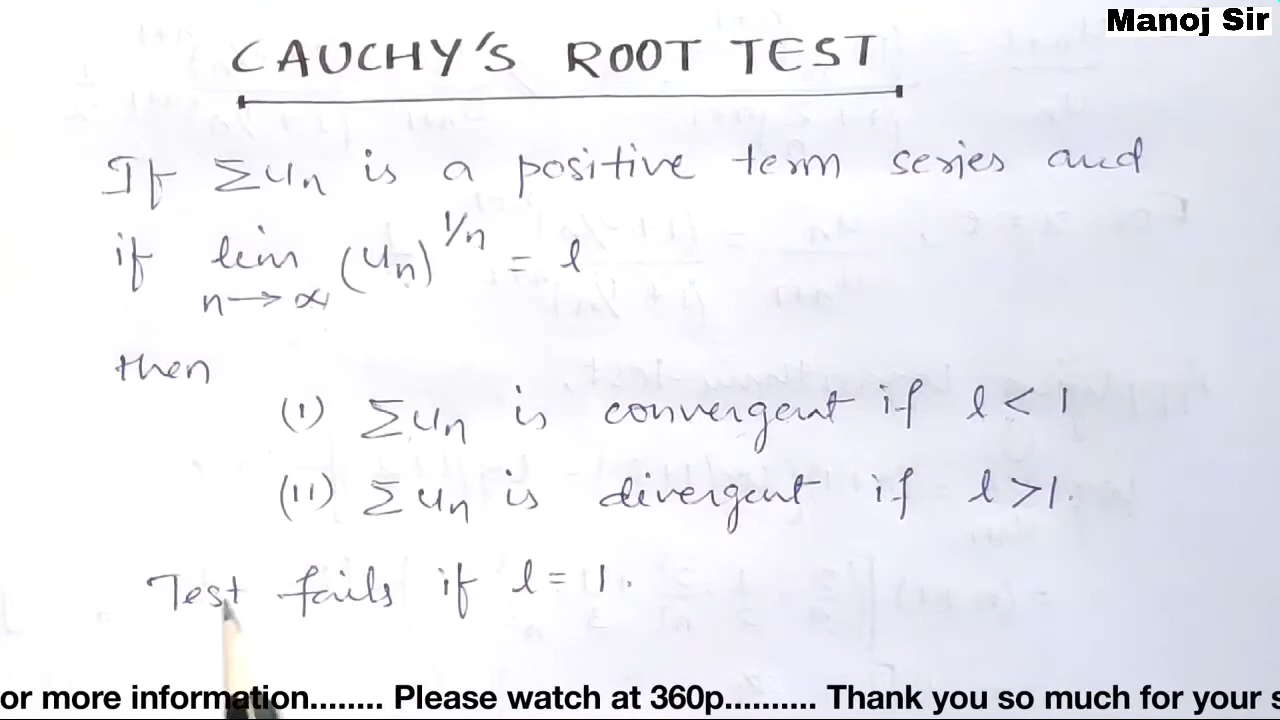 Manoj Sir
CAUCHY'S ROOT TEST
If Σun is a positive term series and
if lim n→∞ (un)^1/n = l
then
(i) Σun is convergent if l < 1
(ii) Σun is divergent if l > 1.
Test fails if l = 1.
or more information........ Please watch at 360p.......... Thank you so much for your s